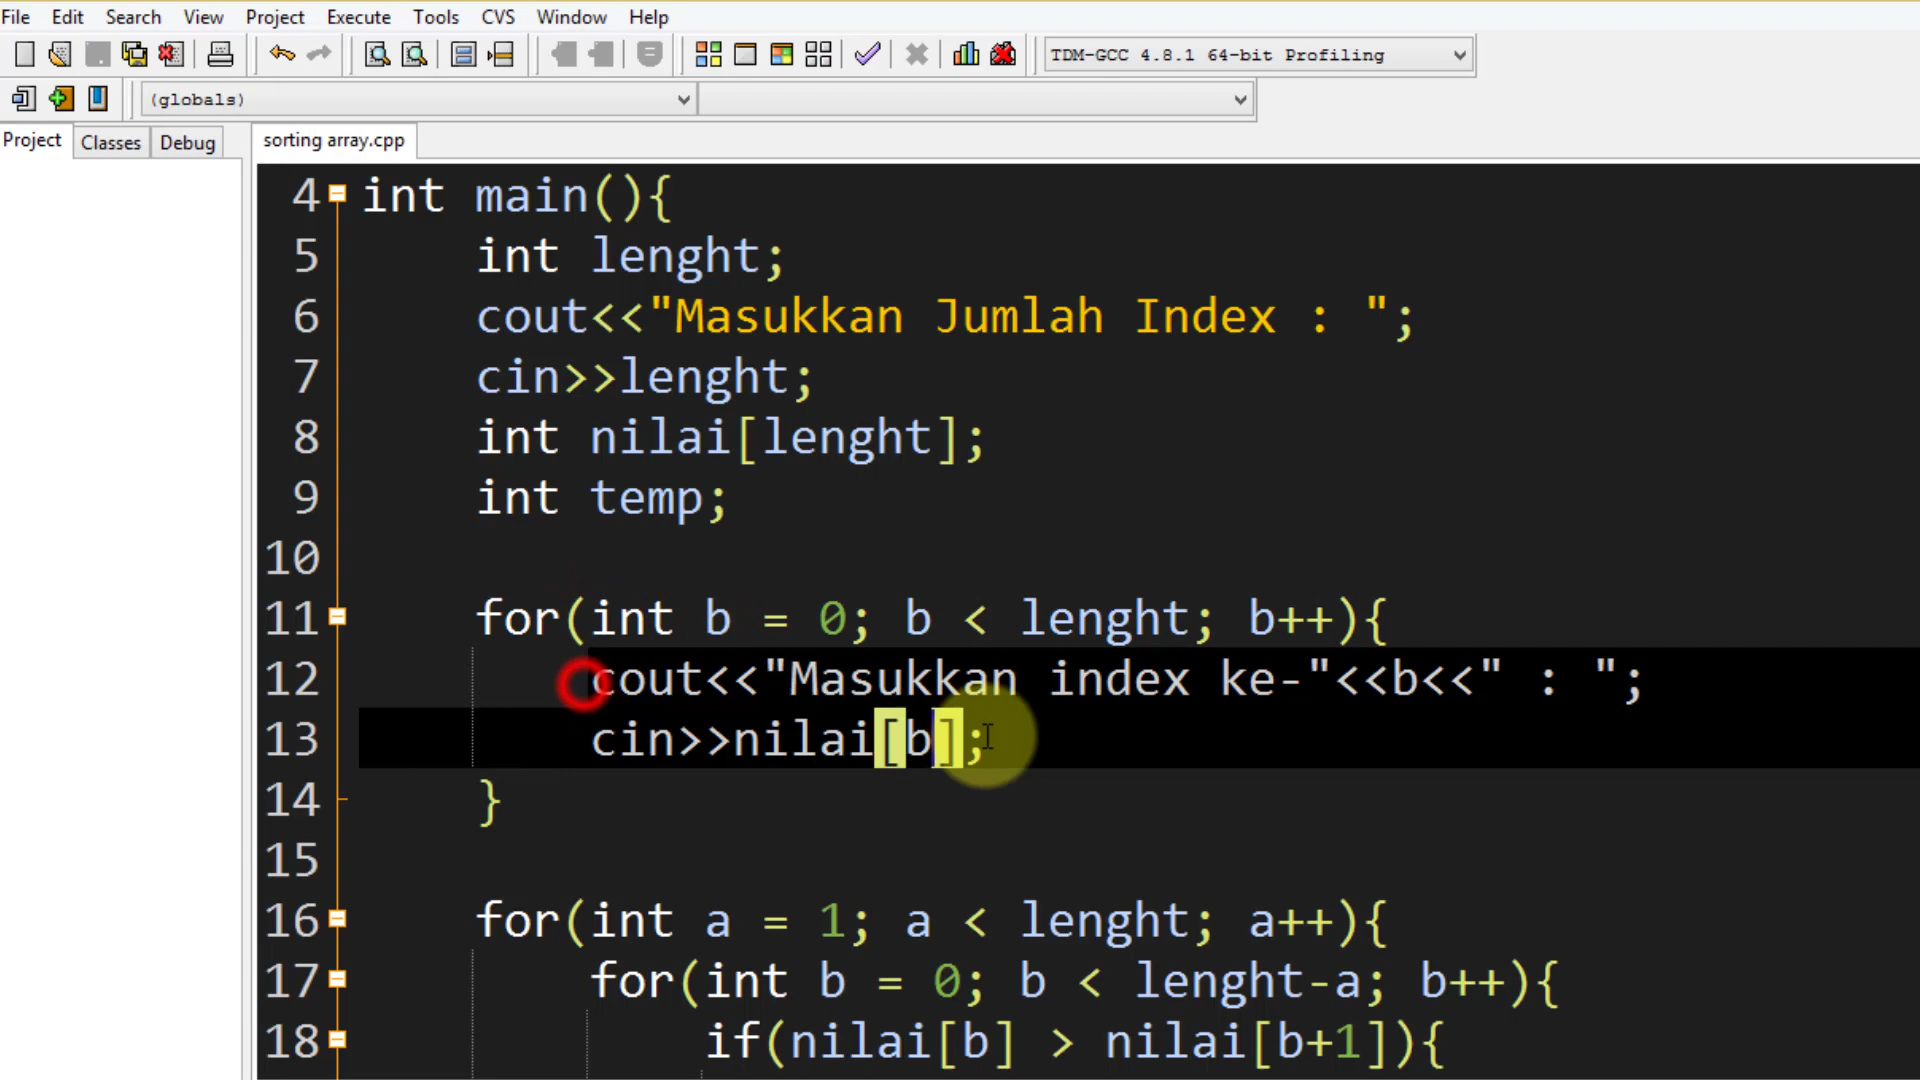 File Edit Search View Project Execute Tools CVS Window Help
TDM-GCC 4.8.1 64-bit Profiling
(globals)
Project Classes Debug sorting array.cpp
4 int main(){
5 int lenght;
6 cout<<"Masukkan Jumlah Index : ";
7 cin>>lenght;
8 int nilai[lenght];
9 int temp;
10
11 for(int b = 0; b < lenght; b++){
12 cout<<"Masukkan index ke-"<<b<<" : ";
13 cin>>nilai[b];
14 }
15
16 for(int a = 1; a < lenght; a++){
17 for(int b = 0; b < lenght-a; b++){
18 if(nilai[b] > nilai[b+1]){